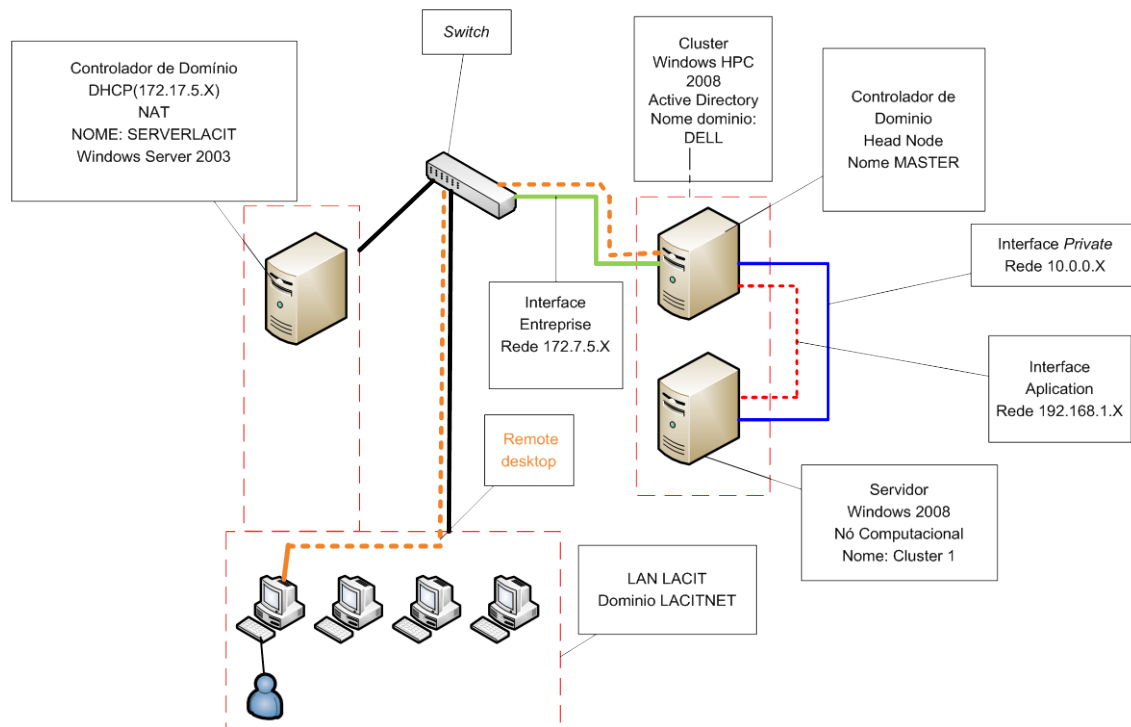 Switch
Controlador de Domínio
DHCP(172.17.5.X)
NAT
NOME: SERVERLACIT
Windows Server 2003
Cluster
Windows HPC
2008
Active Directory
Nome dominio:
DELL
Controlador de
Dominio
Head Node
Nome MASTER
Interface Private
Rede 10.0.0.X
Interface
Entreprise
Rede 172.7.5.X
Interface
Aplication
Rede 192.168.1.X
Remote
desktop
Servidor
Windows 2008
Nó Computacional
Nome: Cluster 1
LAN LACIT
Dominio LACITNET